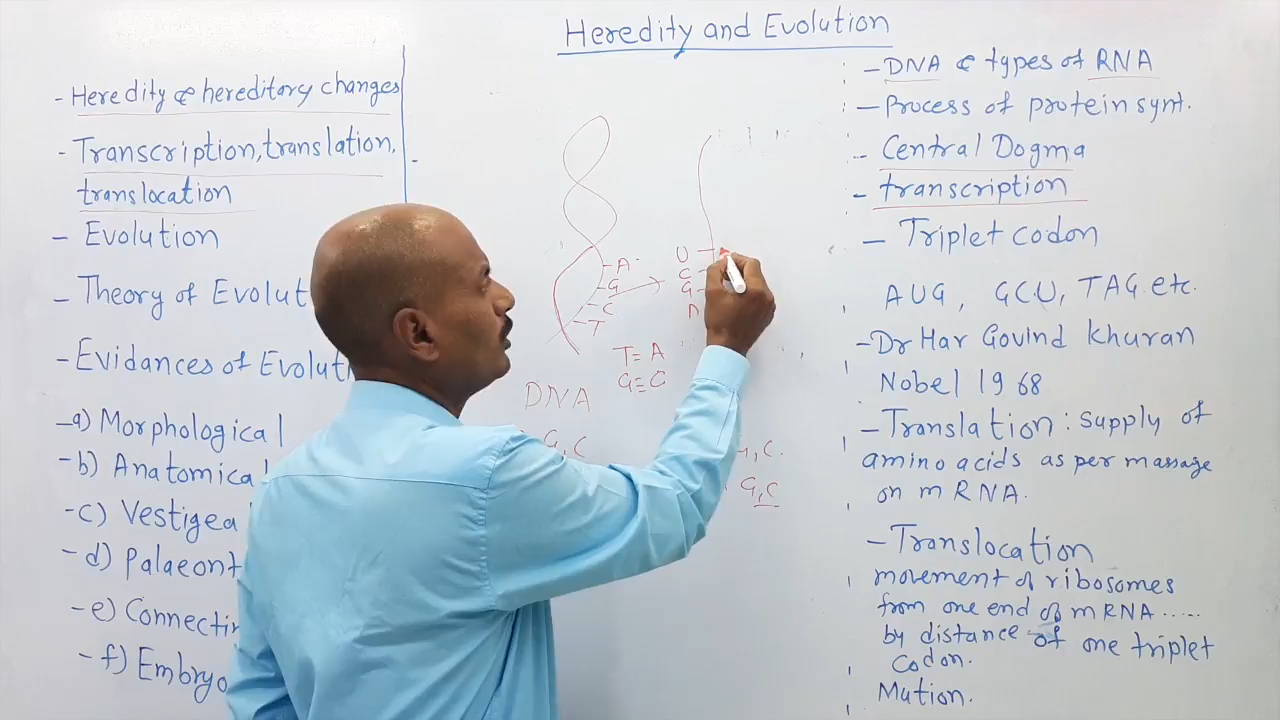 Heredity and Evolution
- Heredity & hereditary changes
- Transcription, translation,
translocation
- Evolution
- Theory of Evolut
- Evidances of Evoluti
- a) Morphological
- b) Anatomical
- c) Vestigeal
- d) Palaeont
- e) Connectin
- f) Embryo
A
G
C
T
U
C
G
T = A
G ≡ C
DNA
G, C
C.
G, C
- DNA & types of RNA
- Process of protein synt.
- Central Dogma
- transcription
- Triplet codon
AUG, GCU, TAG etc.
- Dr Har Govind Khuran
Nobel 1968
- Translation : supply of
amino acids as per massage
on mRNA.
- Translocation
movement of ribosomes
from one end of mRNA.....
by distance of one triplet
codon.
Mution.